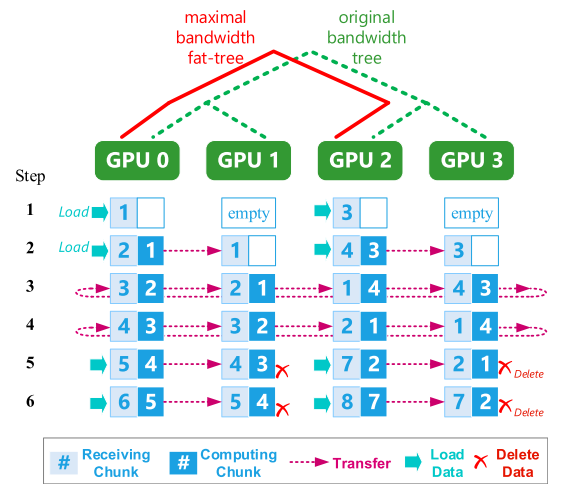 maximal
bandwidth
fat-tree
original
bandwidth
tree
GPU 0 GPU 1 GPU 2 GPU 3
Step
1 Load 1 empty 3 empty
2 Load 2 1 1 4 3 3
3 3 2 2 1 1 4 4 3
4 4 3 3 2 2 1 1 4
5 5 4 4 3 7 2 2 1 Delete
6 6 5 5 4 8 7 7 2 Delete
# Receiving Chunk # Computing Chunk Transfer Load Data Delete Data